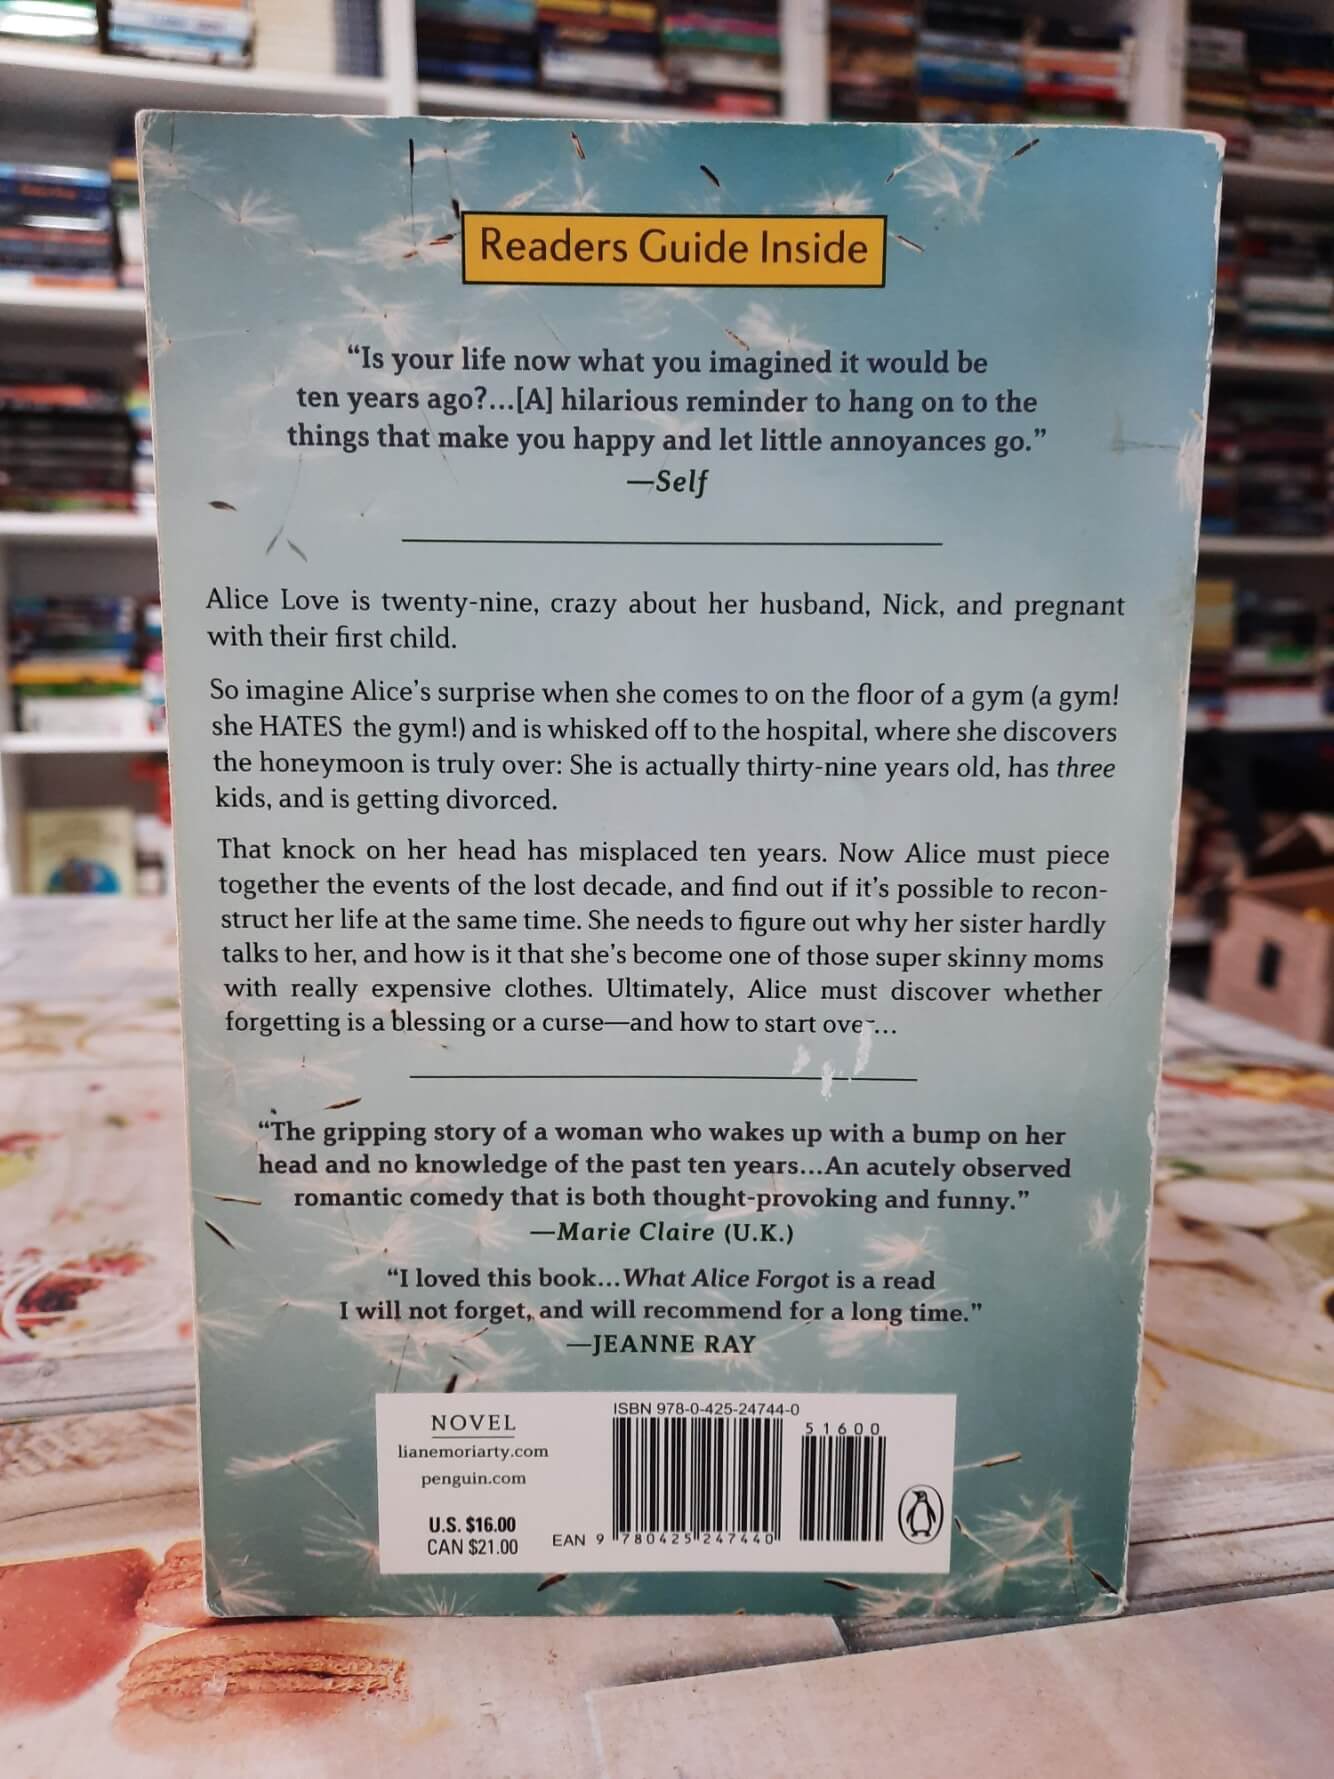 Readers Guide Inside
“Is your life now what you imagined it would be
ten years ago?...[A] hilarious reminder to hang on to the
things that make you happy and let little annoyances go.”
—Self
Alice Love is twenty-nine, crazy about her husband, Nick, and pregnant
with their first child.
So imagine Alice’s surprise when she comes to on the floor of a gym (a gym!
she HATES the gym!) and is whisked off to the hospital, where she discovers
the honeymoon is truly over: She is actually thirty-nine years old, has three
kids, and is getting divorced.
That knock on her head has misplaced ten years. Now Alice must piece
together the events of the lost decade, and find out if it’s possible to recon-
struct her life at the same time. She needs to figure out why her sister hardly
talks to her, and how is it that she’s become one of those super skinny moms
with really expensive clothes. Ultimately, Alice must discover whether
forgetting is a blessing or a curse—and how to start over...
“The gripping story of a woman who wakes up with a bump on her
head and no knowledge of the past ten years...An acutely observed
romantic comedy that is both thought-provoking and funny.”
—Marie Claire (U.K.)
“I loved this book...What Alice Forgot is a read
I will not forget, and will recommend for a long time.”
—JEANNE RAY
NOVEL
lianemoriarty.com
penguin.com
U.S. $16.00
CAN $21.00
ISBN 978-0-425-24744-0
51600
EAN 9 780425 247440